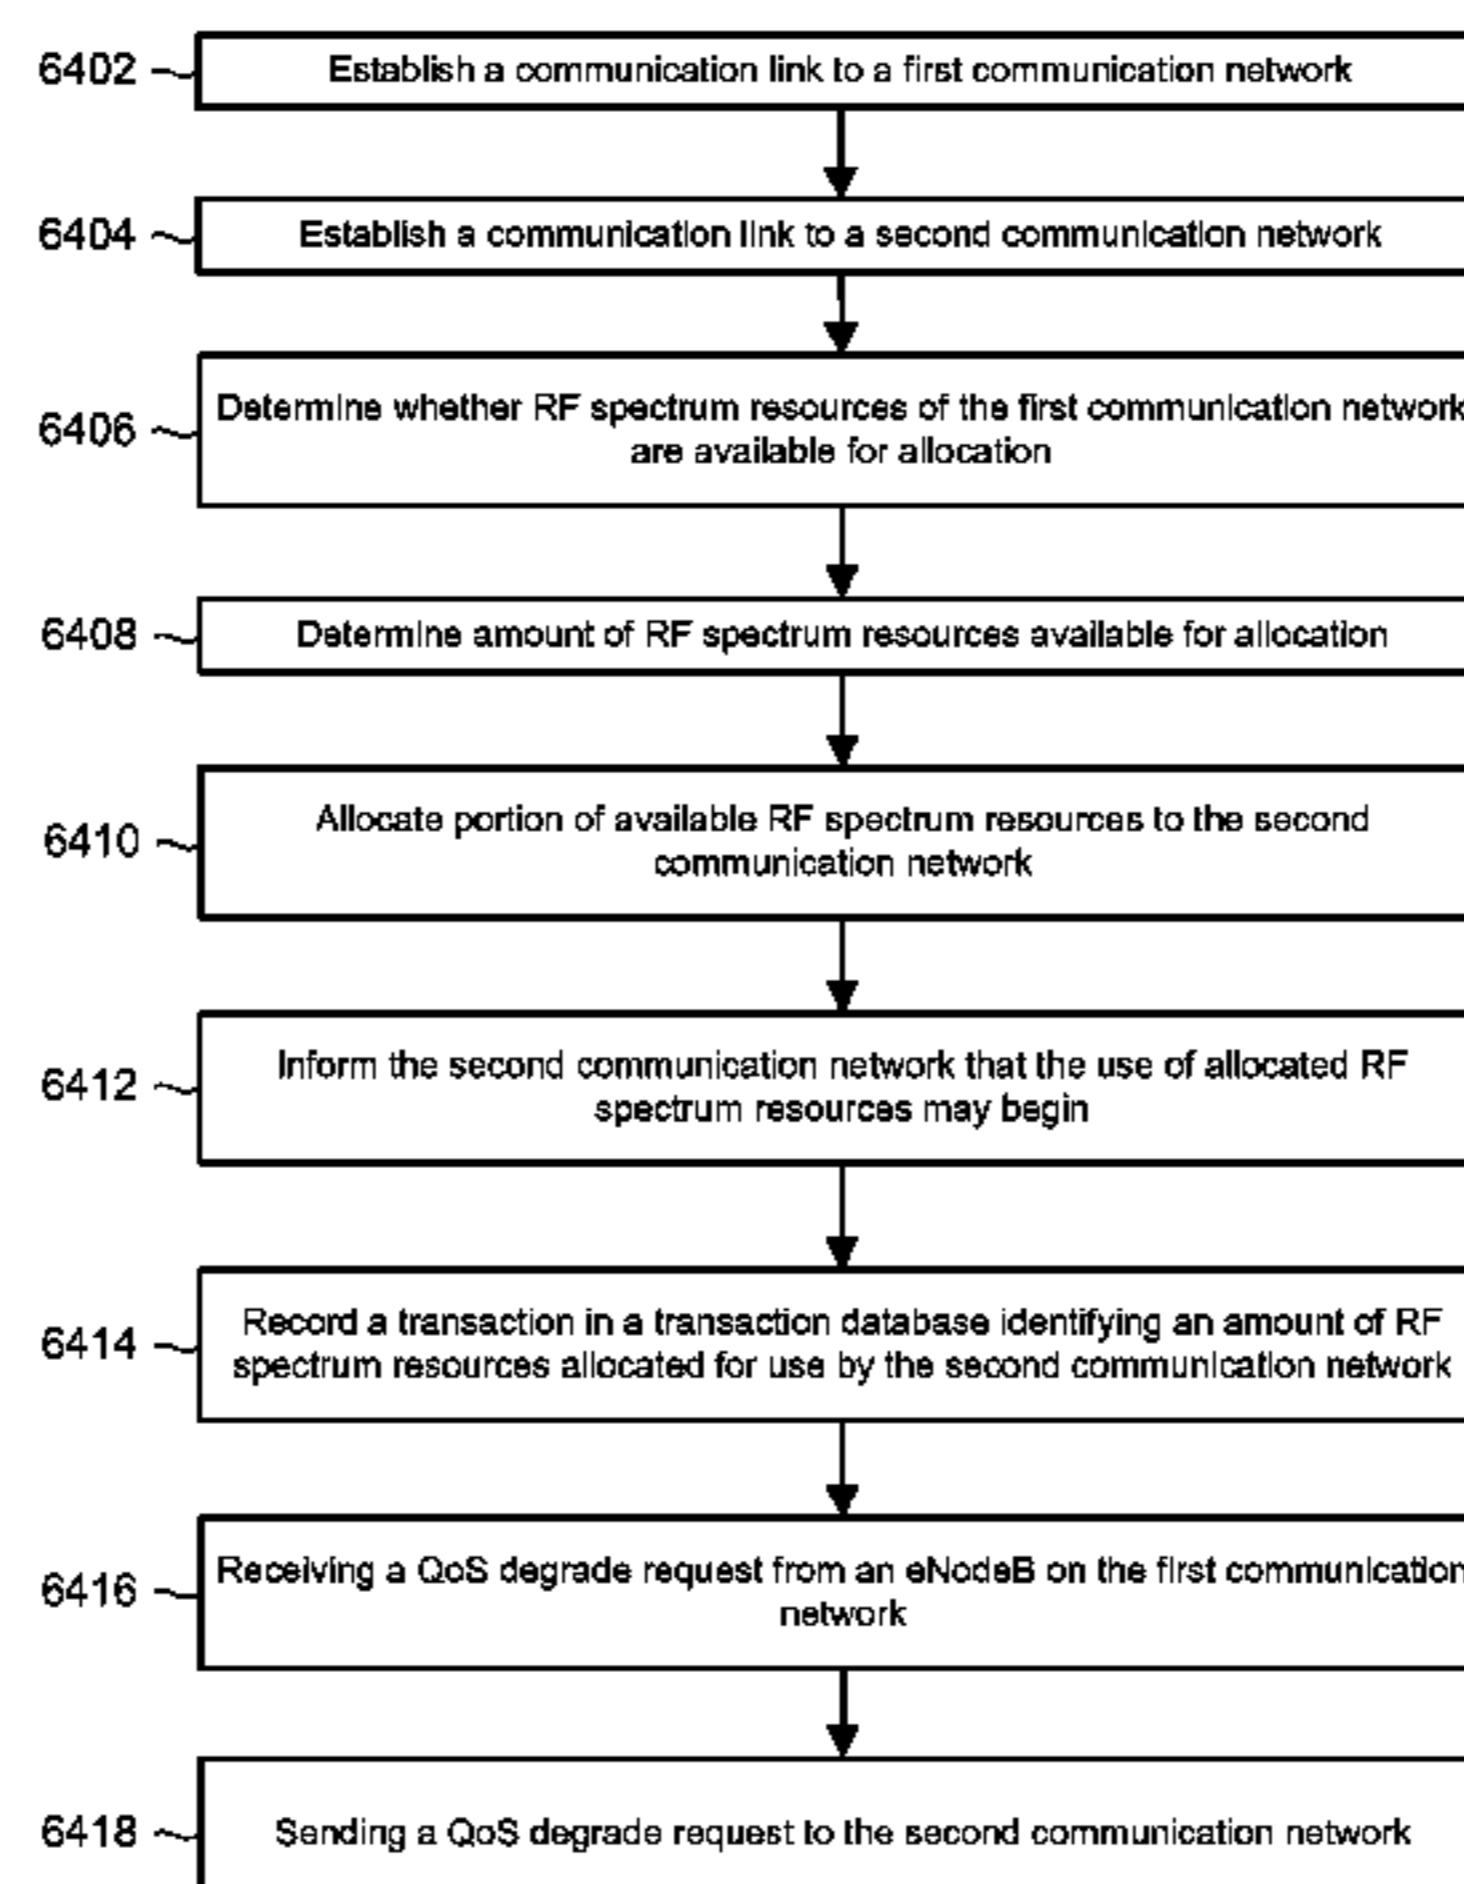 6402
Establish a communication link to a first communication network
6404
Establish a communication link to a second communication network
6406
Determine whether RF spectrum resources of the first communication network
are available for allocation
6408
Determine amount of RF spectrum resources available for allocation
6410
Allocate portion of available RF spectrum resources to the second
communication network
6412
Inform the second communication network that the use of allocated RF
spectrum resources may begin
6414
Record a transaction in a transaction database identifying an amount of RF
spectrum resources allocated for use by the second communication network
6416
Receiving a QoS degrade request from an eNodeB on the first communication
network
6418
Sending a QoS degrade request to the second communication network